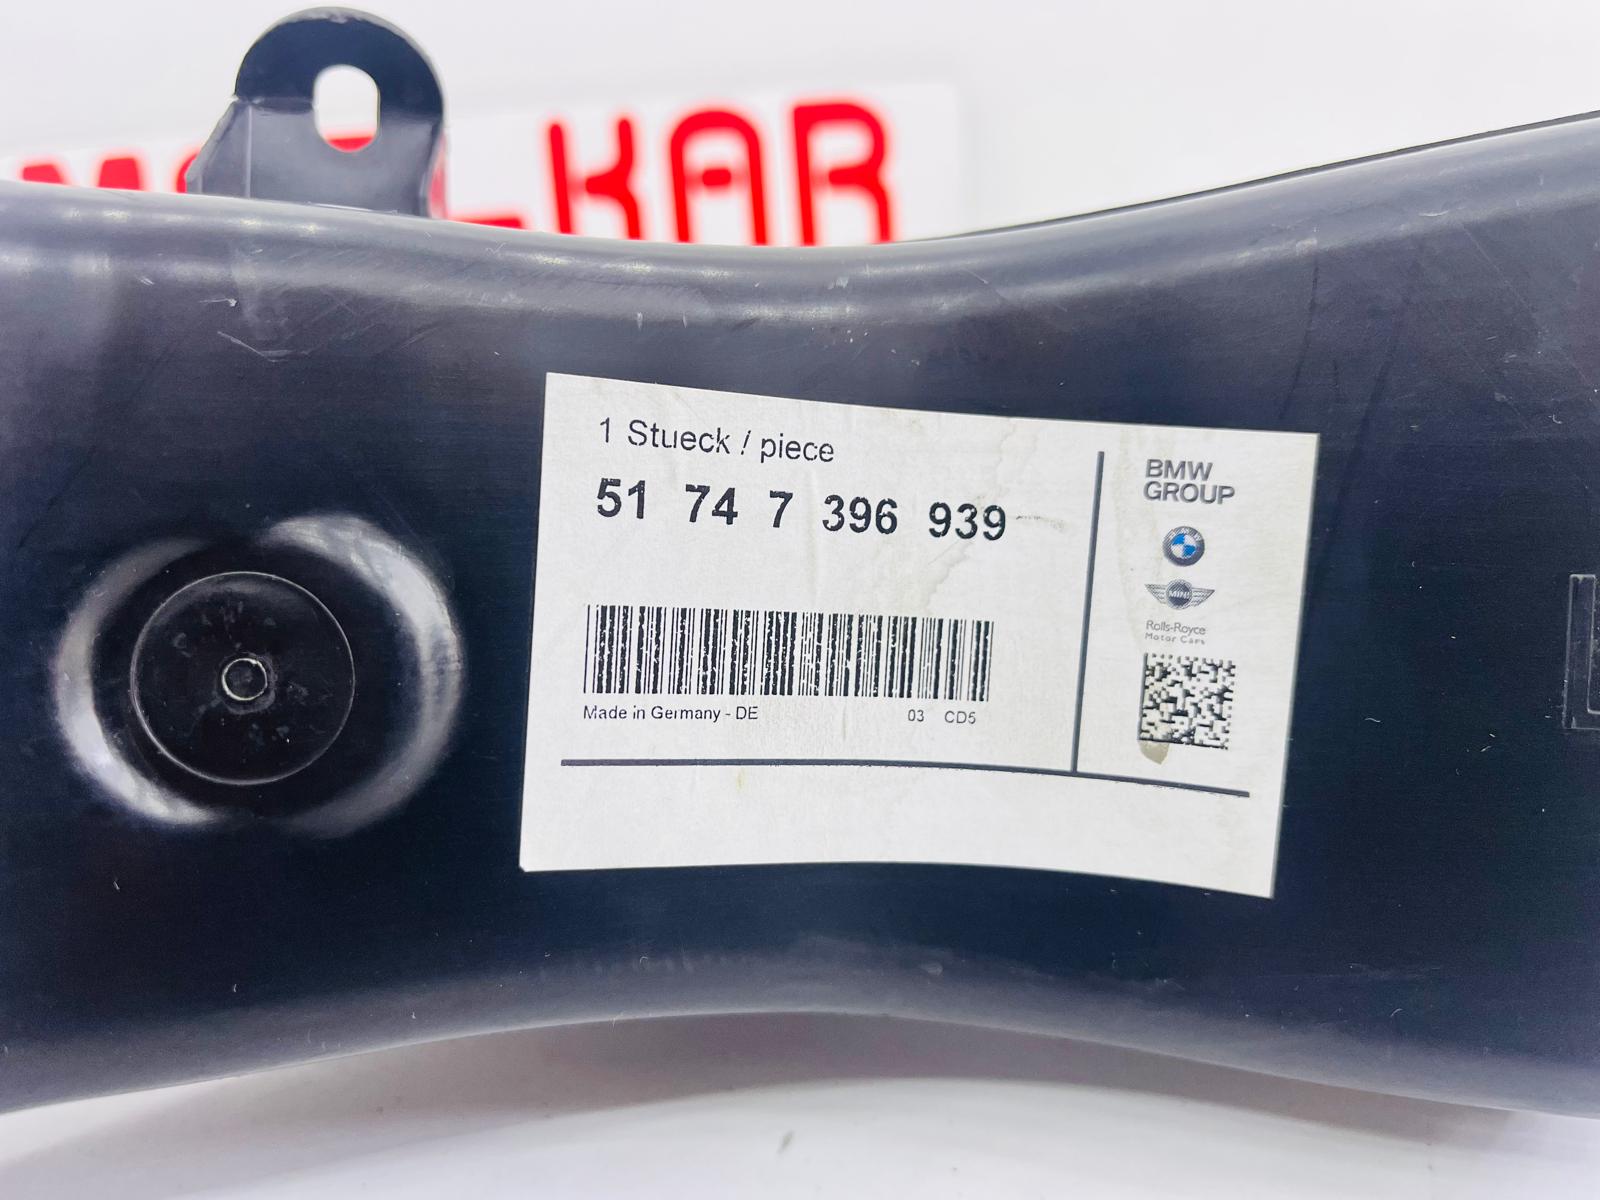 -KAR
1 Stueck / piece
51 74 7 396 939
Made in Germany - DE 03 CD5
BMW
GROUP
MINI
Rolls-Royce
Motor Cars